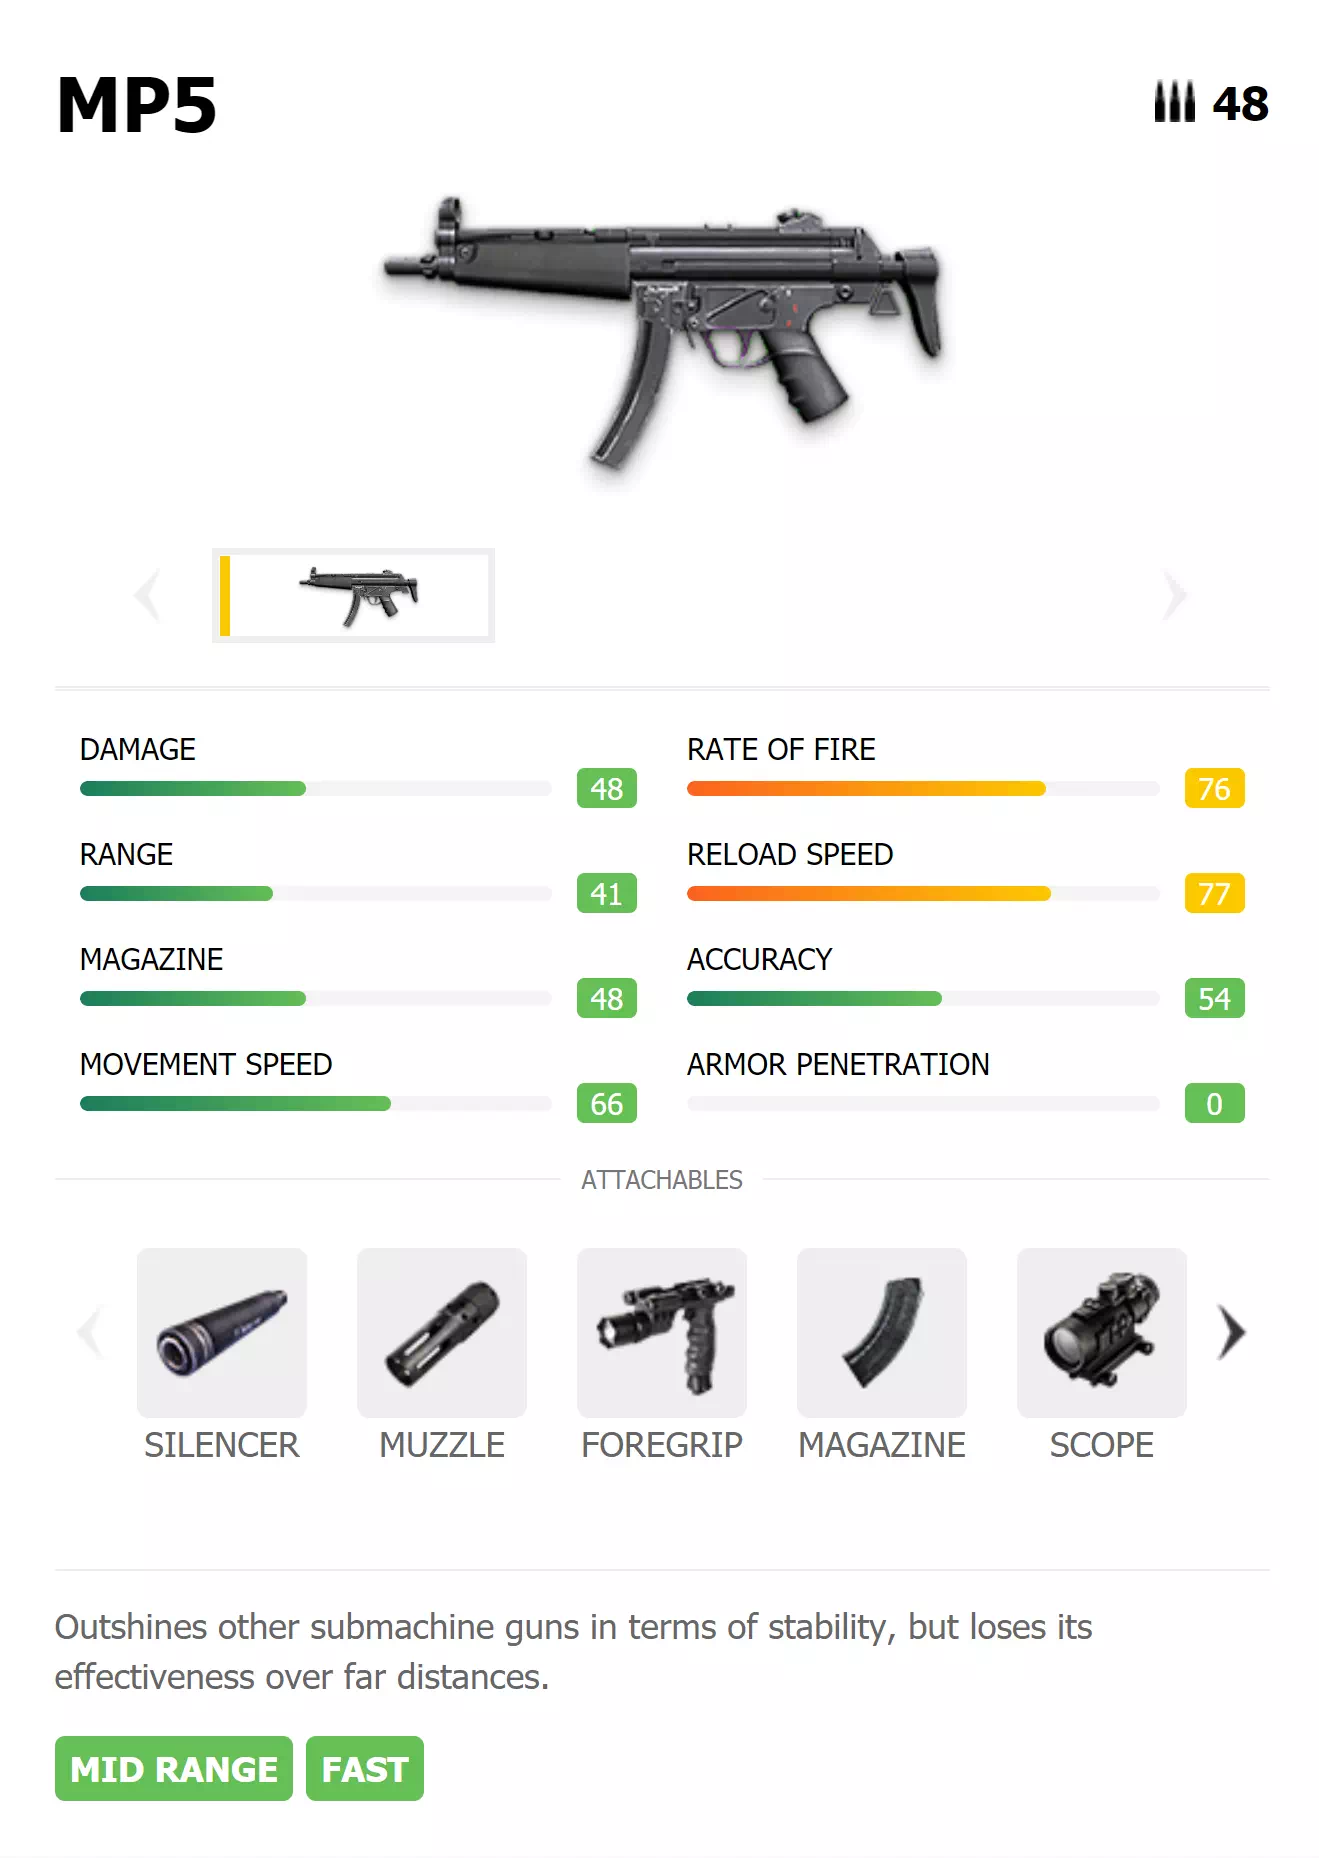 MP5
48
DAMAGE
48
RATE OF FIRE
76
RANGE
41
RELOAD SPEED
77
MAGAZINE
48
ACCURACY
54
MOVEMENT SPEED
66
ARMOR PENETRATION
0
ATTACHABLES
SILENCER
MUZZLE
FOREGRIP
MAGAZINE
SCOPE
Outshines other submachine guns in terms of stability, but loses its
effectiveness over far distances.
MID RANGE
FAST